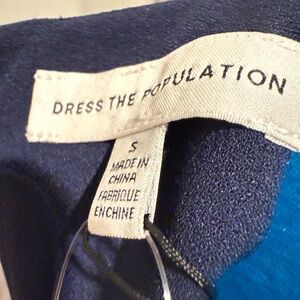 DRESS THE POPULATION
S
MADE IN
CHINA
FABRIQUE
EN CHINE